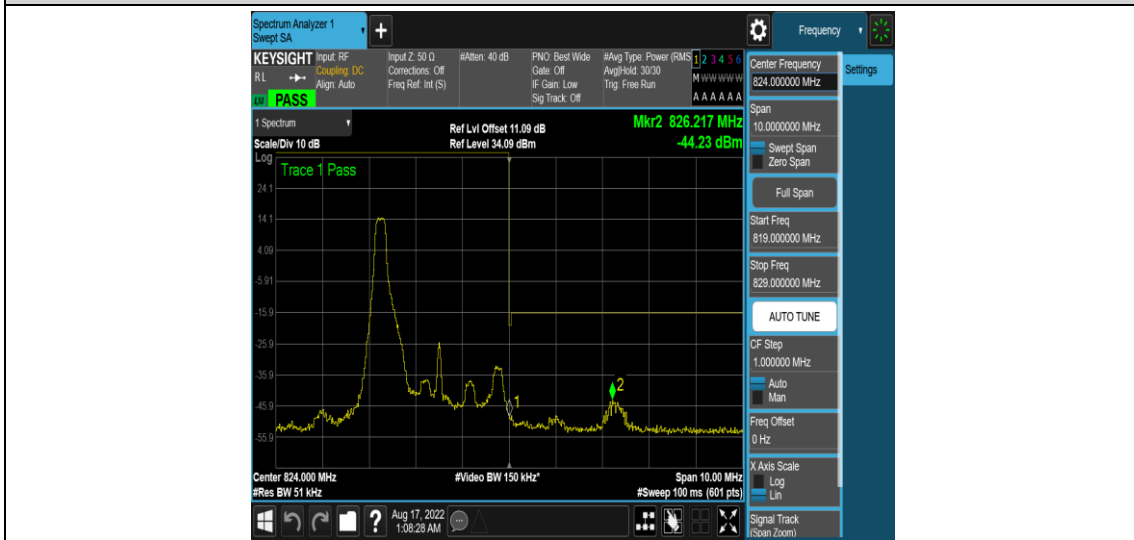 Spectrum Analyzer 1
Swept SA
Frequency
KEYSIGHT
RL
PASS
Input: RF
Coupling: DC
Align: Auto
Input Z: 50 Ω
Corrections: Off
Freq Ref: Int (S)
#Atten: 40 dB
PNO: Best Wide
Gate: Off
IF Gain: Low
Sig Track: Off
#Avg Type: Power (RMS
Avg|Hold: 30/30
Trig: Free Run
1 2 3 4 5 6
M W W W W W
A A A A A A
1 Spectrum
Scale/Div 10 dB
Ref Lvl Offset 11.09 dB
Ref Level 34.09 dBm
Mkr2 826.217 MHz
-44.23 dBm
Log
Trace 1 Pass
24.1
14.1
4.09
-5.91
-15.9
-25.9
-35.9
-45.9
-55.9
1
2
Center 824.000 MHz
#Res BW 51 kHz
#Video BW 150 kHz*
Span 10.00 MHz
#Sweep 100 ms (601 pts)
Center Frequency
824.000000 MHz
Settings
Span
10.0000000 MHz
Swept Span
Zero Span
Full Span
Start Freq
819.000000 MHz
Stop Freq
829.000000 MHz
AUTO TUNE
CF Step
1.000000 MHz
Auto
Man
Freq Offset
0 Hz
X Axis Scale
Log
Lin
Signal Track
(Span Zoom)
?
Aug 17, 2022
1:08:28 AM